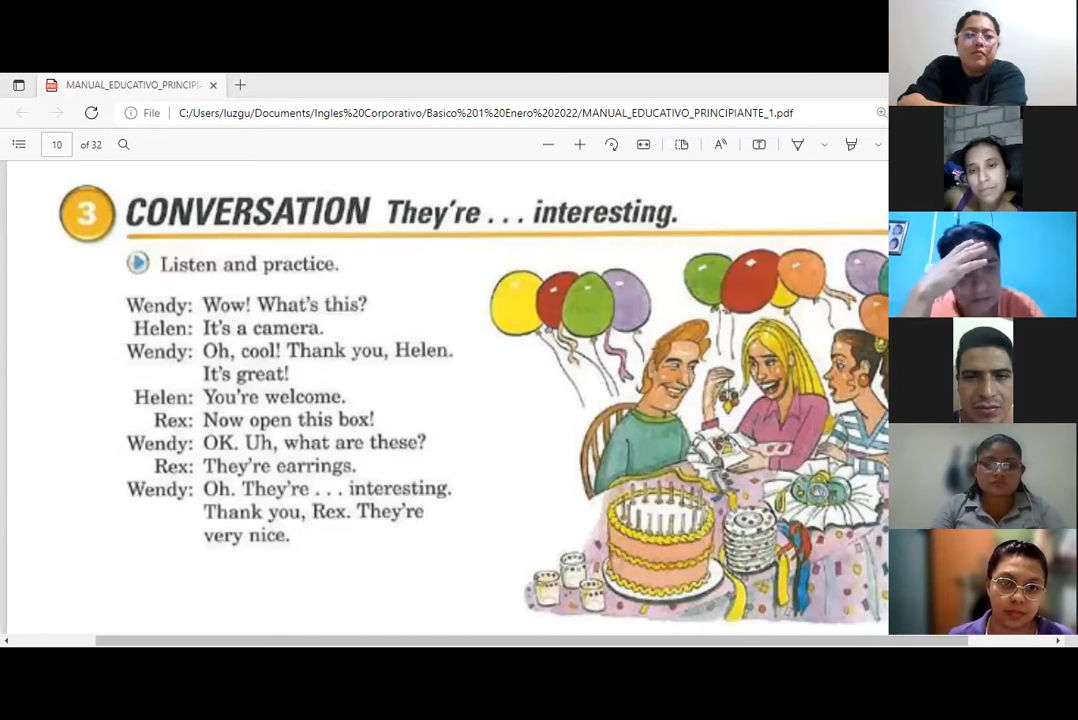 MANUAL_EDUCATIVO_PRINCIPI
File C:/Users/luzgu/Documents/Ingles%20Corporativo/Basico%201%20Enero%202022/MANUAL_EDUCATIVO_PRINCIPIANTE_1.pdf
10 of 32
3 CONVERSATION They're . . . interesting.
Listen and practice.
Wendy: Wow! What's this?
Helen: It's a camera.
Wendy: Oh, cool! Thank you, Helen.
It's great!
Helen: You're welcome.
Rex: Now open this box!
Wendy: OK. Uh, what are these?
Rex: They're earrings.
Wendy: Oh. They're . . . interesting.
Thank you, Rex. They're
very nice.